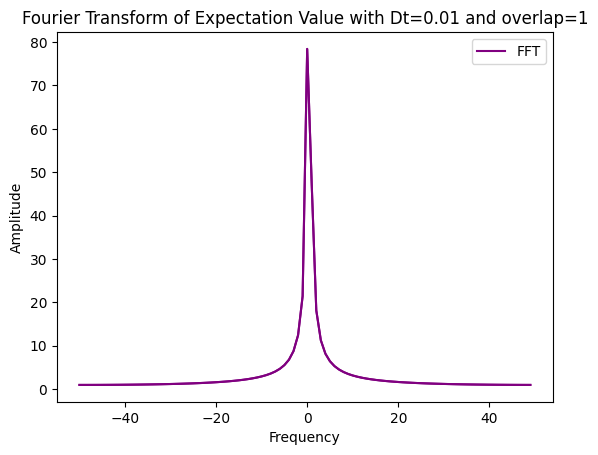 Fourier Transform of Expectation Value with Dt=0.01 and overlap=1
FFT
80
70
60
50
40
30
20
10
0
Amplitude
−40 −20 0 20 40
Frequency